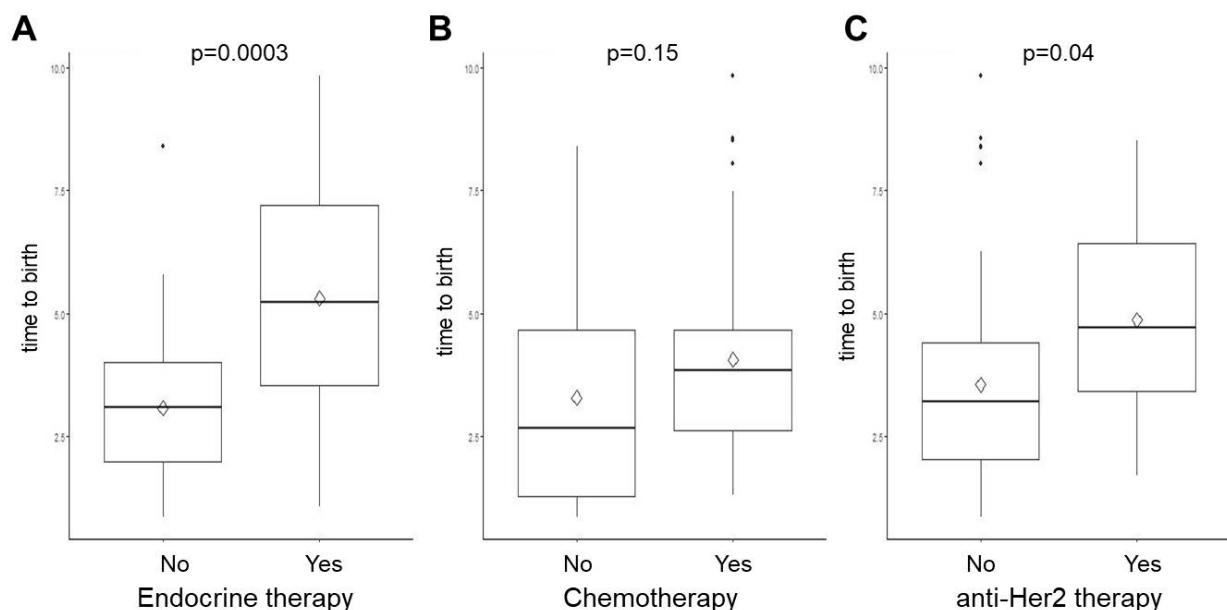 A
p=0.0003
time to birth
10.0
7.5
5.0
2.5
No Yes
Endocrine therapy
B
p=0.15
time to birth
10.0
7.5
5.0
2.5
No Yes
Chemotherapy
C
p=0.04
time to birth
10.0
7.5
5.0
2.5
No Yes
anti-Her2 therapy